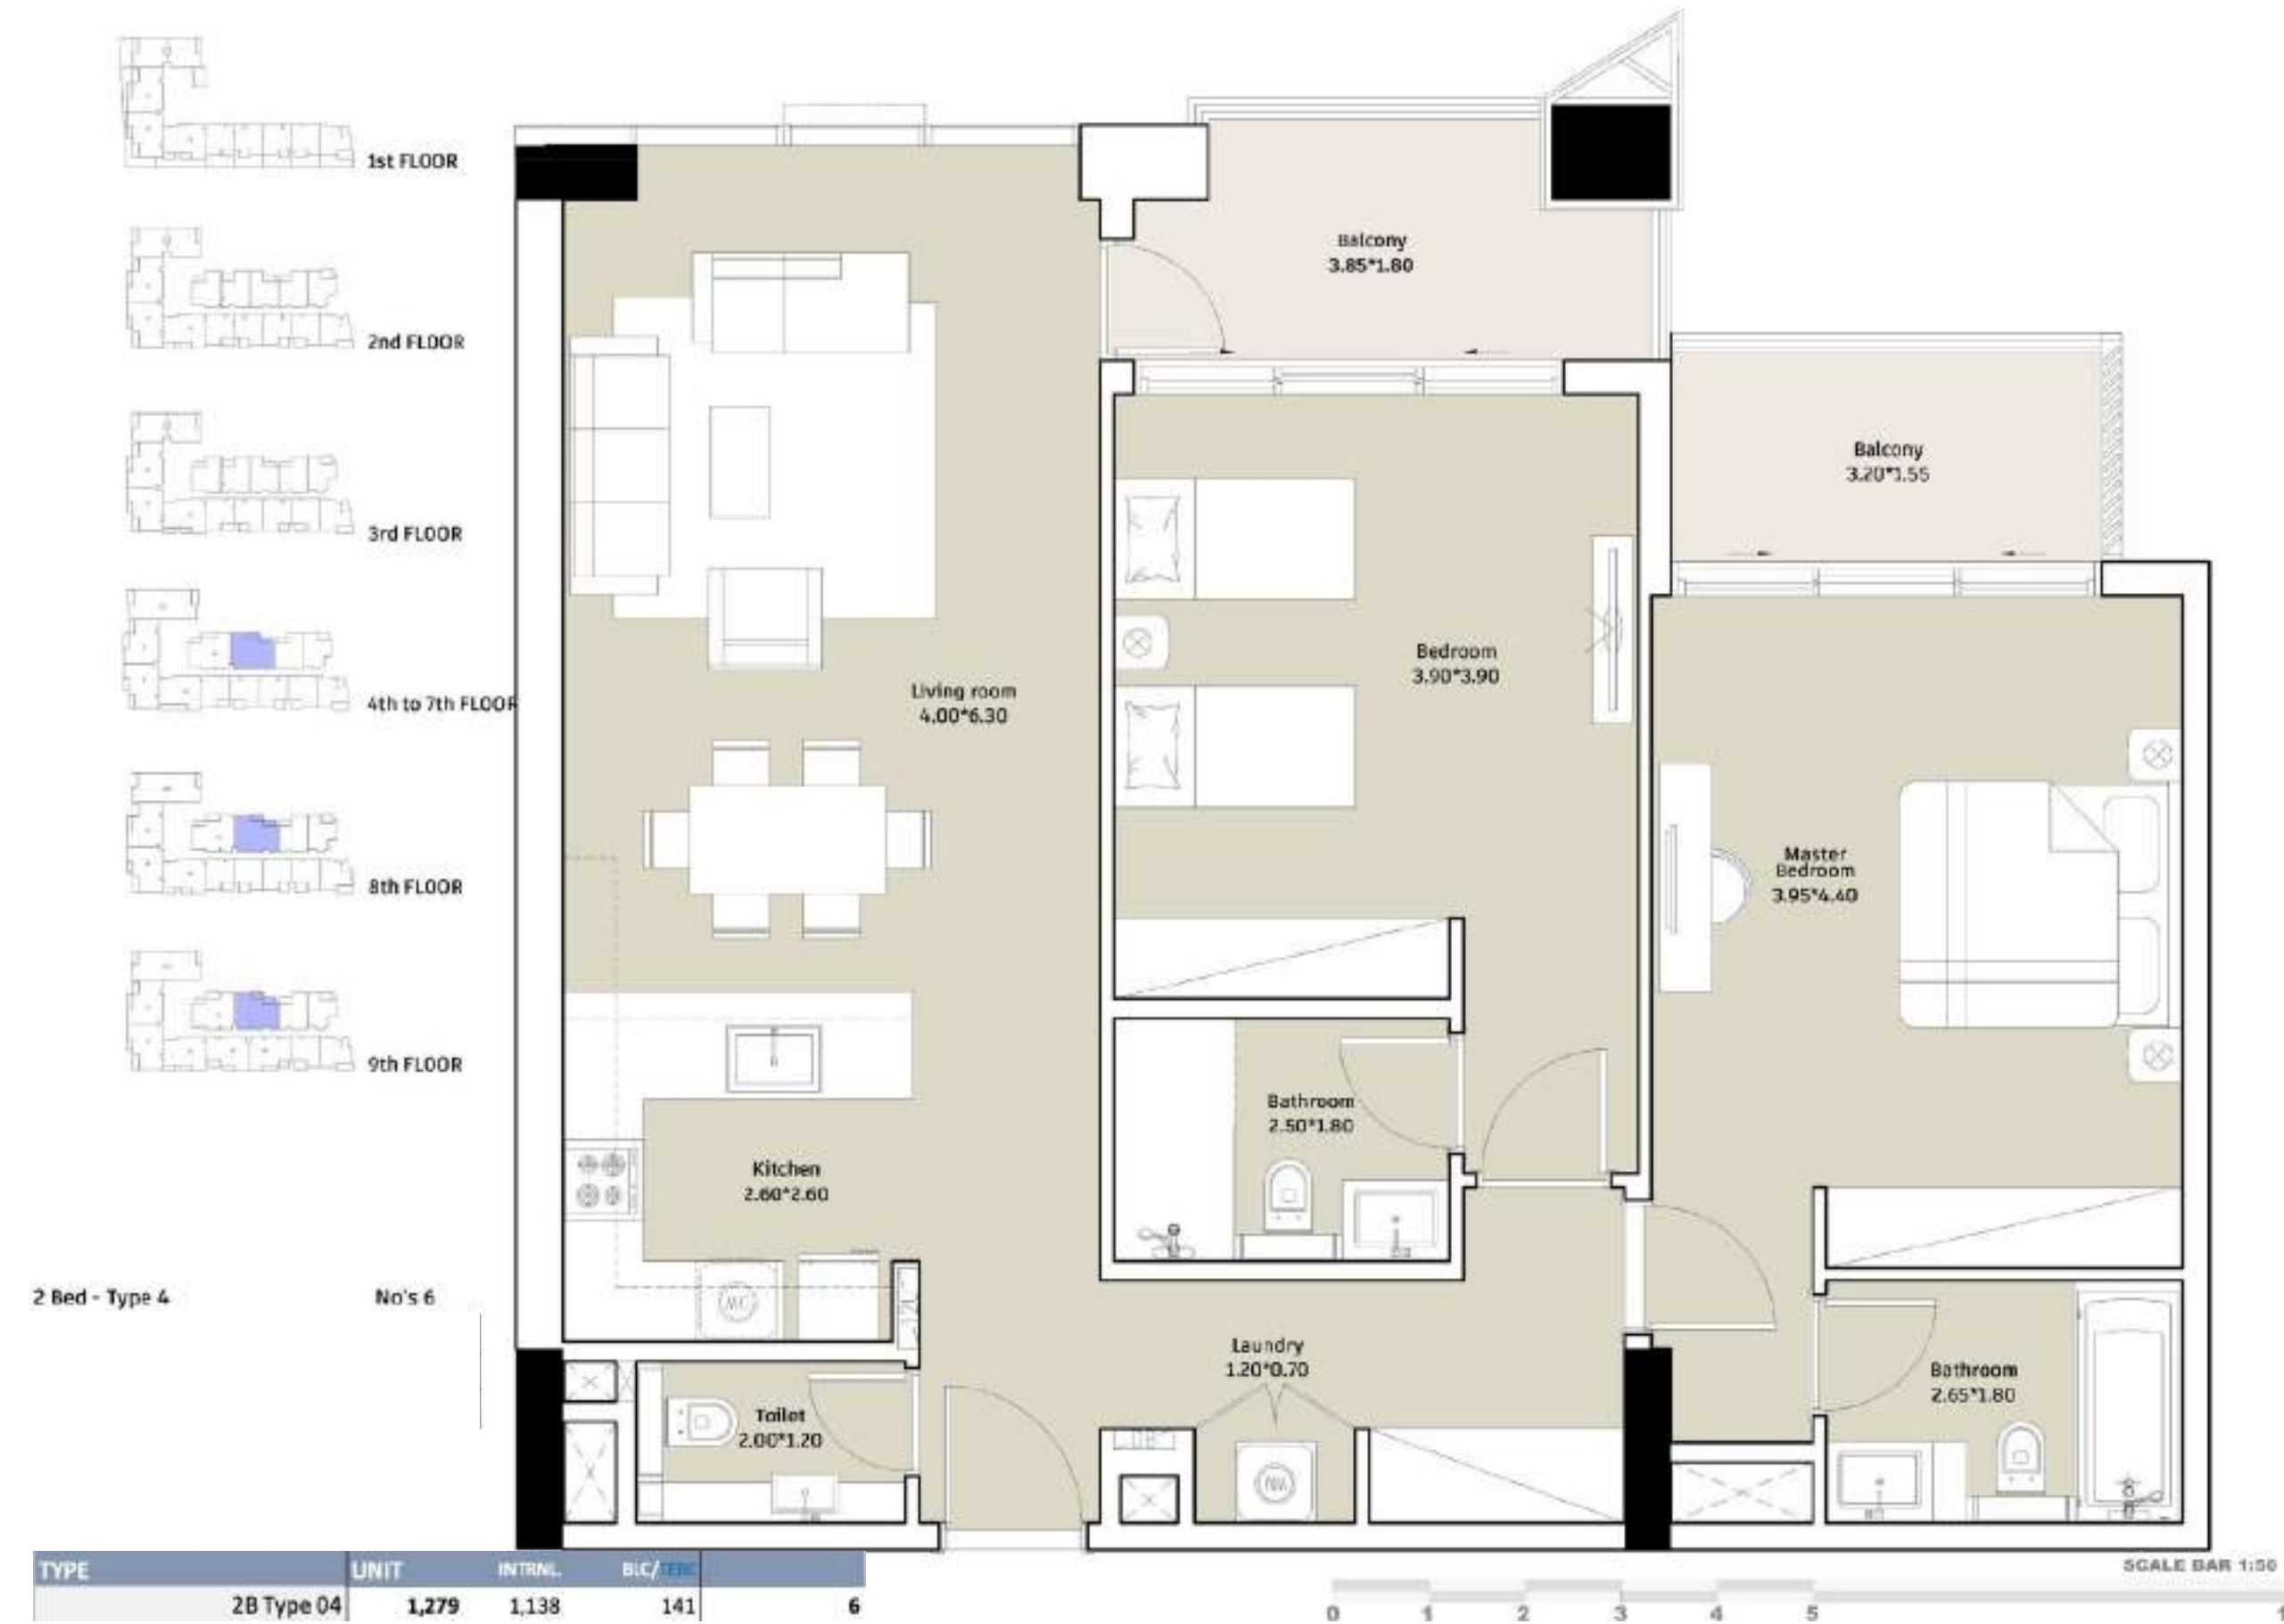 1st FLOOR
2nd FLOOR
3rd FLOOR
4th to 7th FLOOR
8th FLOOR
9th FLOOR
2 Bed - Type 4
No's 6
Balcony
3.85*1.80
Balcony
3.20*1.55
Bedroom
3.90*3.90
Living room
4.00*6.30
Master
Bedroom
3.95*4.40
Bathroom
2.50*1.80
Kitchen
2.60*2.60
Laundry
1.20*0.70
Bathroom
2.65*1.80
Toilet
2.00*1.20
TYPE UNIT INTRNL. BLC/TERC
2B Type 04 1,279 1,138 141 6
SCALE BAR 1:50
0 1 2 3 4 5